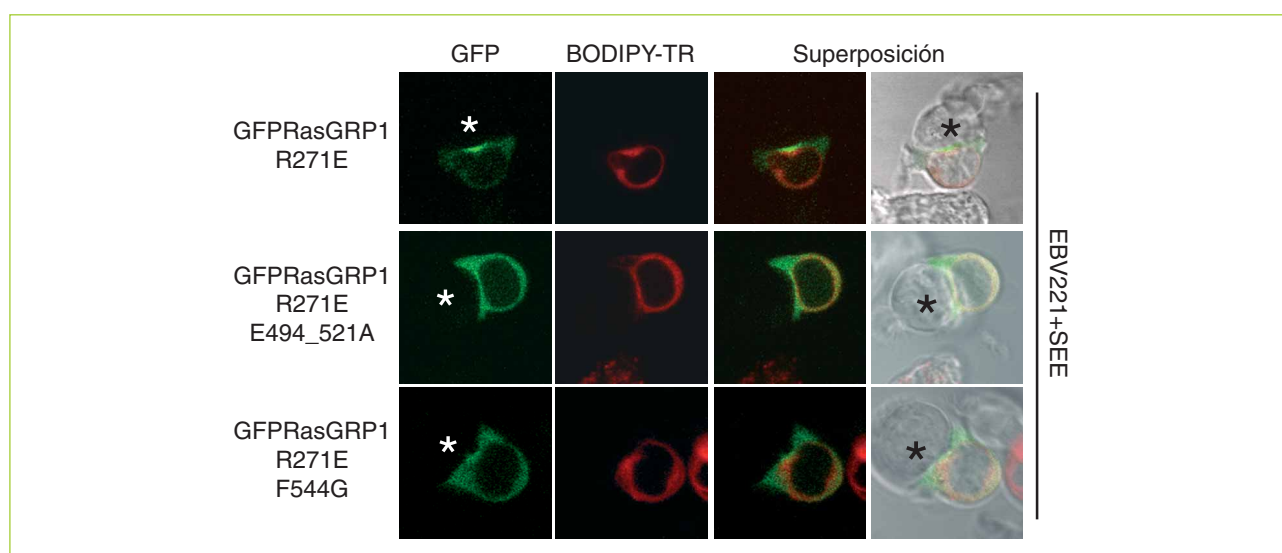 GFP BODIPY-TR Superposición
GFPRasGRP1
R271E
*
*
GFPRasGRP1
R271E
E494_521A
*
*
GFPRasGRP1
R271E
F544G
*
*
EBV221+SEE